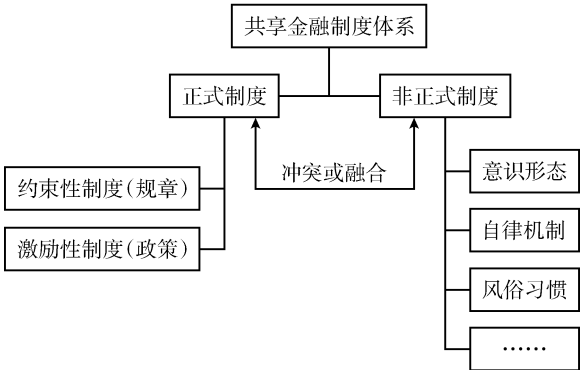 共享金融制度体系
正式制度
非正式制度
冲突或融合
约束性制度(规章)
激励性制度(政策)
意识形态
自律机制
风俗习惯
……